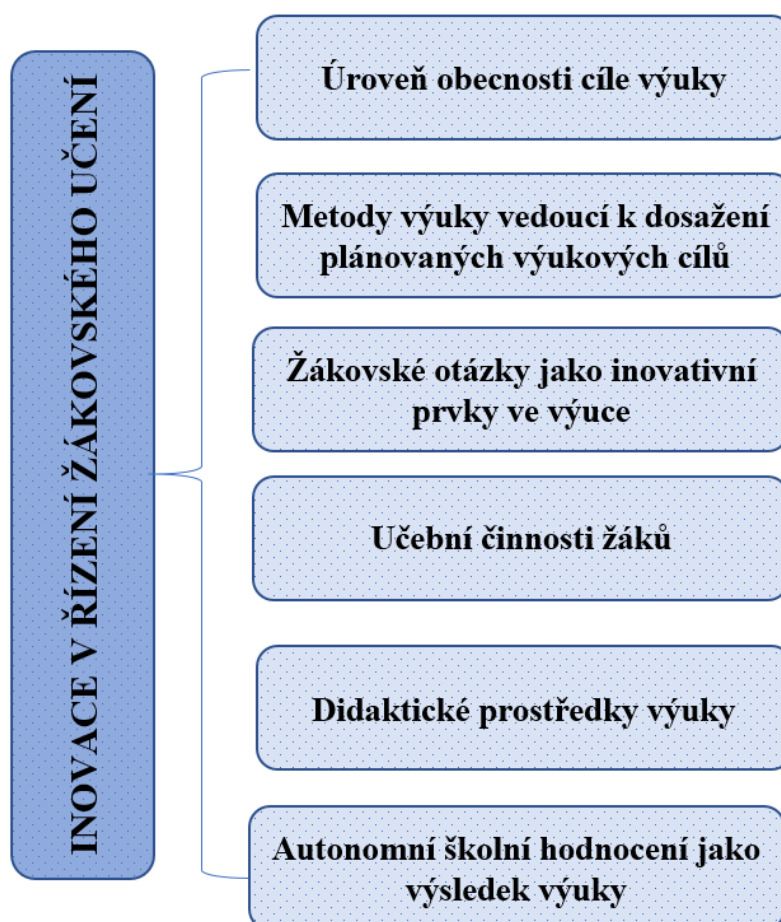 INOVACE V ŘÍZENÍ ŽÁKOVSKÉHO UČENÍ
Úroveň obecnosti cíle výuky
Metody výuky vedoucí k dosažení
plánovaných výukových cílů
Žákovské otázky jako inovativní
prvky ve výuce
Učební činnosti žáků
Didaktické prostředky výuky
Autonomní školní hodnocení jako
výsledek výuky